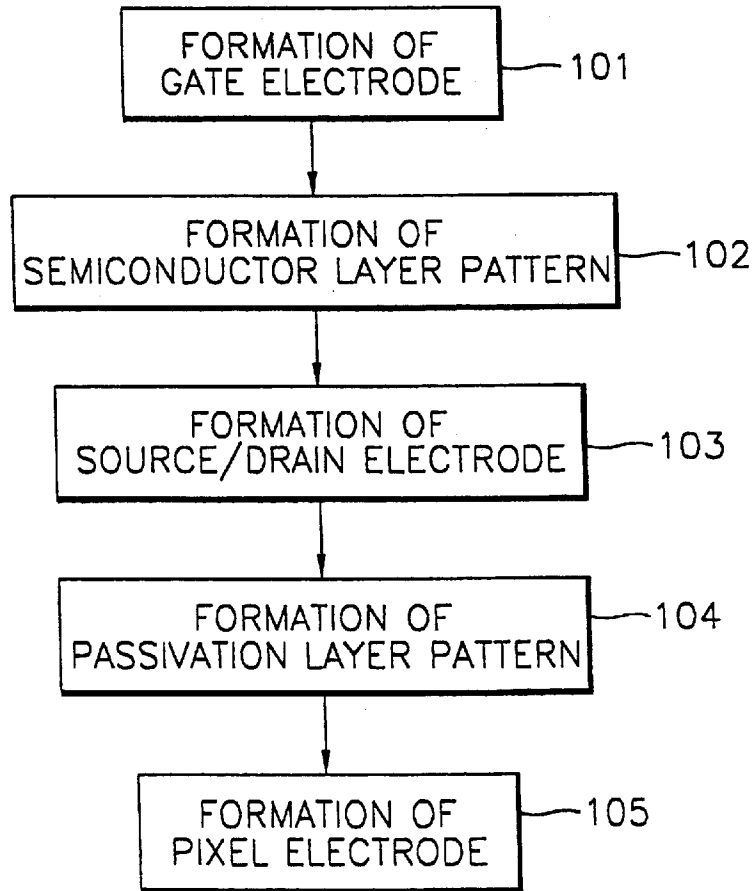 FORMATION OF
GATE ELECTRODE
101
FORMATION OF
SEMICONDUCTOR LAYER PATTERN
102
FORMATION OF
SOURCE/DRAIN ELECTRODE
103
FORMATION OF
PASSIVATION LAYER PATTERN
104
FORMATION OF
PIXEL ELECTRODE
105